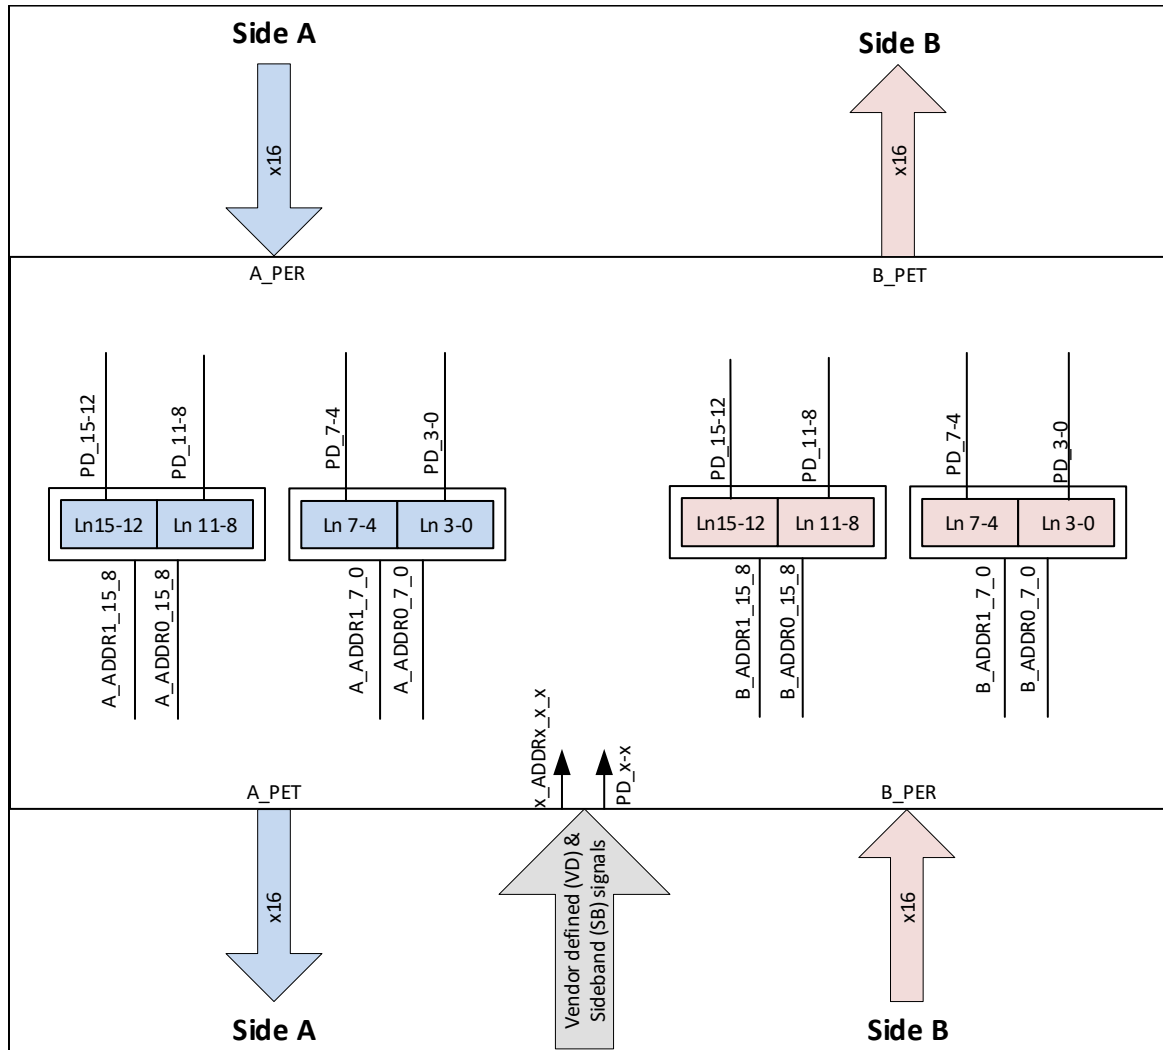 Side A
Side B
x16
x16
A_PER
B_PET
PD_15-12
PD_11-8
PD_7-4
PD_3-0
PD_15-12
PD_11-8
PD_7-4
PD_3-0
Ln15-12
Ln 11-8
Ln 7-4
Ln 3-0
Ln15-12
Ln 11-8
Ln 7-4
Ln 3-0
A_ADDR1_15_8
A_ADDR0_15_8
A_ADDR1_7_0
A_ADDR0_7_0
B_ADDR1_15_8
B_ADDR0_15_8
B_ADDR1_7_0
B_ADDR0_7_0
x_ADDRx_x_x
PD_x-x
A_PET
B_PER
x16
Vendor defined (VD) &
Sideband (SB) signals
x16
Side A
Side B